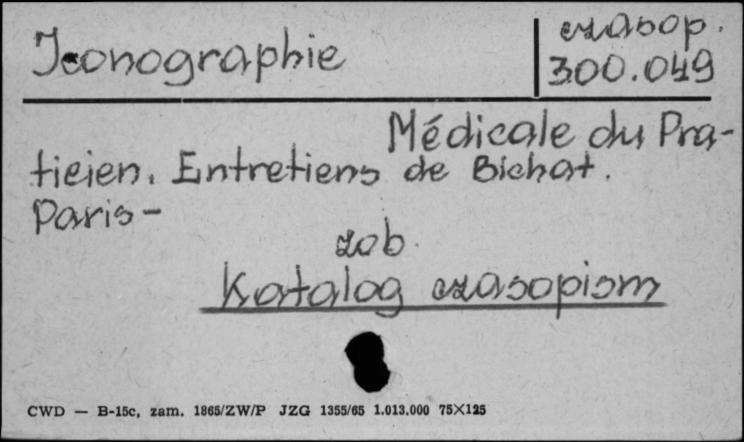 Iconographie
czasop.
300.049
Médicale du Pra-
ticien. Entretiens de Bichat.
Paris-
zob.
Katalog czasopism
CWD — B-15c, zam. 1865/ZW/P JZG 1355/65 1.013.000 75×125